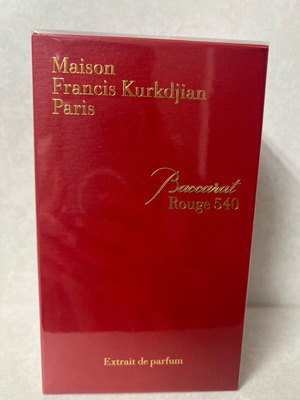 Maison
Francis Kurkdjian
Paris
Baccarat
Rouge 540
Extrait de parfum